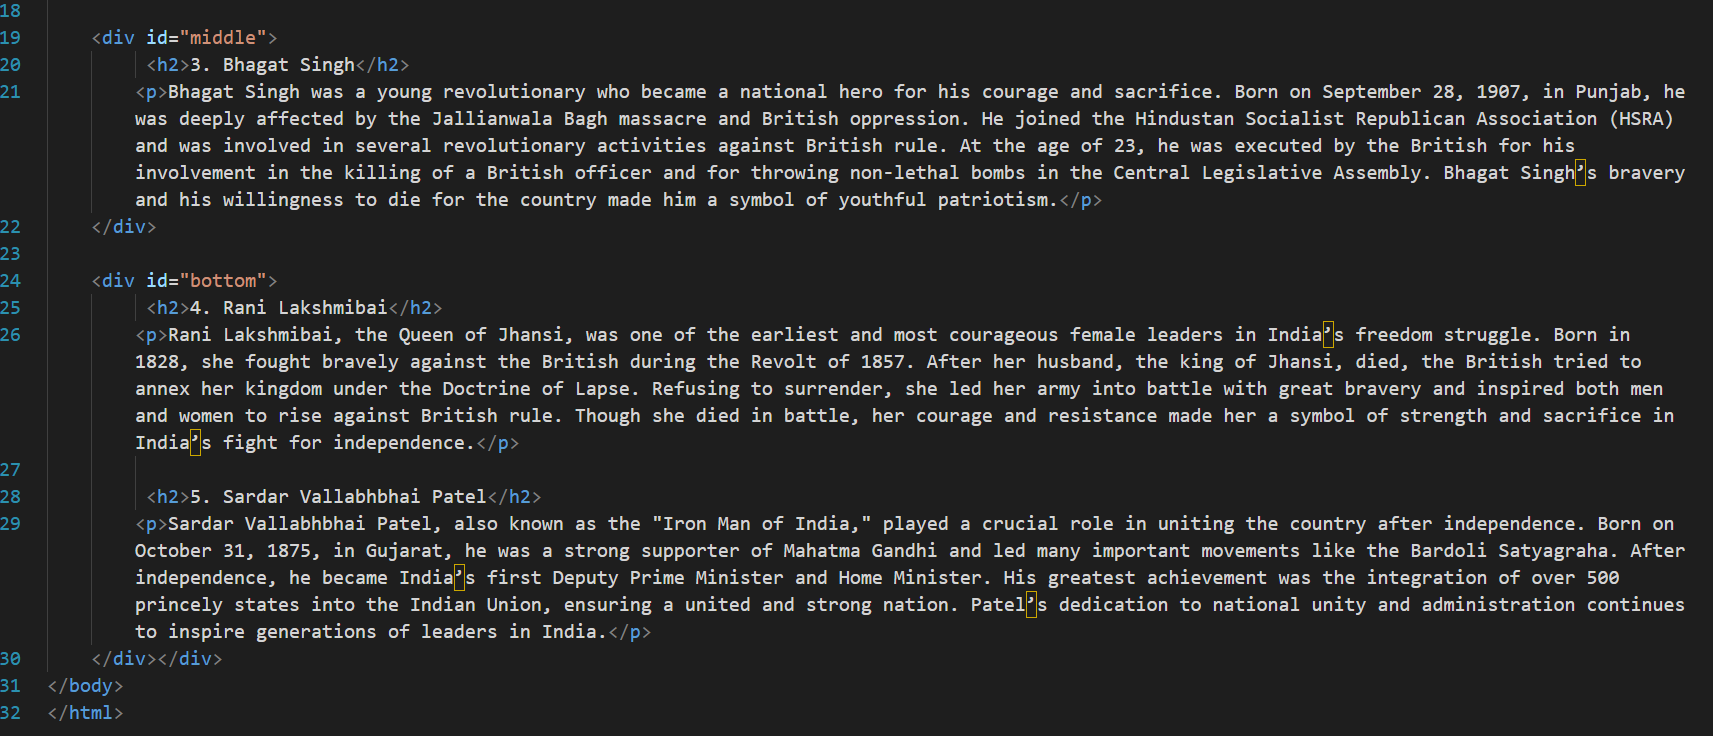 18
19 <div id="middle">
20 <h2>3. Bhagat Singh</h2>
21 <p>Bhagat Singh was a young revolutionary who became a national hero for his courage and sacrifice. Born on September 28, 1907, in Punjab, he
was deeply affected by the Jallianwala Bagh massacre and British oppression. He joined the Hindustan Socialist Republican Association (HSRA)
and was involved in several revolutionary activities against British rule. At the age of 23, he was executed by the British for his
involvement in the killing of a British officer and for throwing non-lethal bombs in the Central Legislative Assembly. Bhagat Singh’s bravery
and his willingness to die for the country made him a symbol of youthful patriotism.</p>
22 </div>
23
24 <div id="bottom">
25 <h2>4. Rani Lakshmibai</h2>
26 <p>Rani Lakshmibai, the Queen of Jhansi, was one of the earliest and most courageous female leaders in India’s freedom struggle. Born in
1828, she fought bravely against the British during the Revolt of 1857. After her husband, the king of Jhansi, died, the British tried to
annex her kingdom under the Doctrine of Lapse. Refusing to surrender, she led her army into battle with great bravery and inspired both men
and women to rise against British rule. Though she died in battle, her courage and resistance made her a symbol of strength and sacrifice in
India’s fight for independence.</p>
27
28 <h2>5. Sardar Vallabhbhai Patel</h2>
29 <p>Sardar Vallabhbhai Patel, also known as the "Iron Man of India," played a crucial role in uniting the country after independence. Born on
October 31, 1875, in Gujarat, he was a strong supporter of Mahatma Gandhi and led many important movements like the Bardoli Satyagraha. After
independence, he became India’s first Deputy Prime Minister and Home Minister. His greatest achievement was the integration of over 500
princely states into the Indian Union, ensuring a united and strong nation. Patel’s dedication to national unity and administration continues
to inspire generations of leaders in India.</p>
30 </div></div>
31 </body>
32 </html>